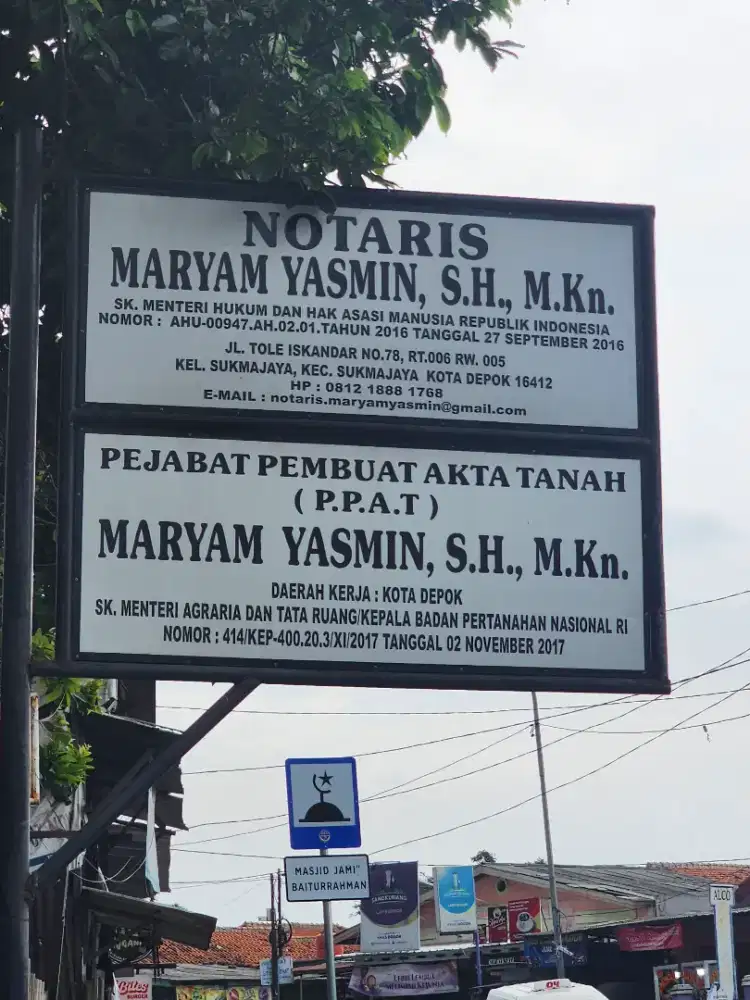 NOTARIS
MARYAM YASMIN, S.H., M.Kn.
SK. MENTERI HUKUM DAN HAK ASASI MANUSIA REPUBLIK INDONESIA
NOMOR : AHU-00947.AH.02.01.TAHUN 2016 TANGGAL 27 SEPTEMBER 2016
JL. TOLE ISKANDAR NO.78, RT.006 RW. 005
KEL. SUKMAJAYA, KEC. SUKMAJAYA KOTA DEPOK 16412
HP : 0812 1888 1768
E-MAIL : notaris.maryamyasmin@gmail.com
PEJABAT PEMBUAT AKTA TANAH
( P.P.A.T )
MARYAM YASMIN, S.H., M.Kn.
DAERAH KERJA : KOTA DEPOK
SK. MENTERI AGRARIA DAN TATA RUANG/KEPALA BADAN PERTANAHAN NASIONAL RI
NOMOR : 414/KEP-400.20.3/XI/2017 TANGGAL 02 NOVEMBER 2017
MASJID JAMI"
BAITURRAHMAN